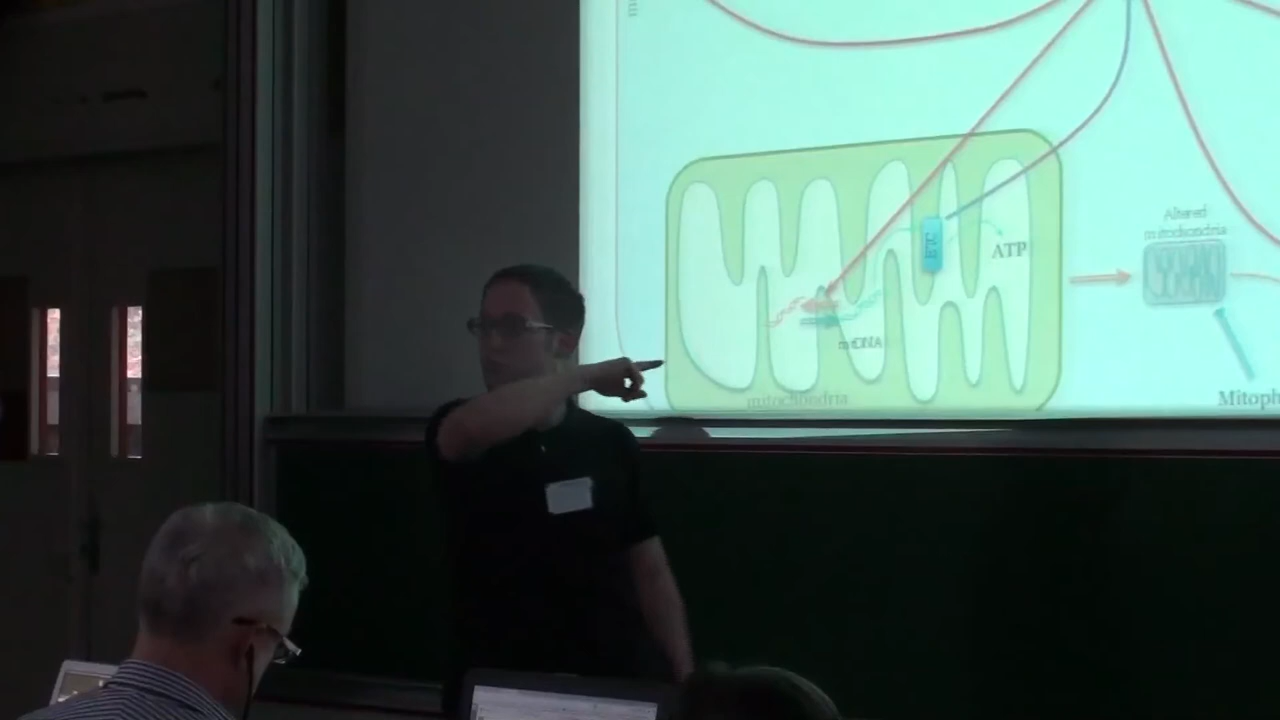 Altered
mitochondria
ATP
mtDNA
mitochondria
Mitoph